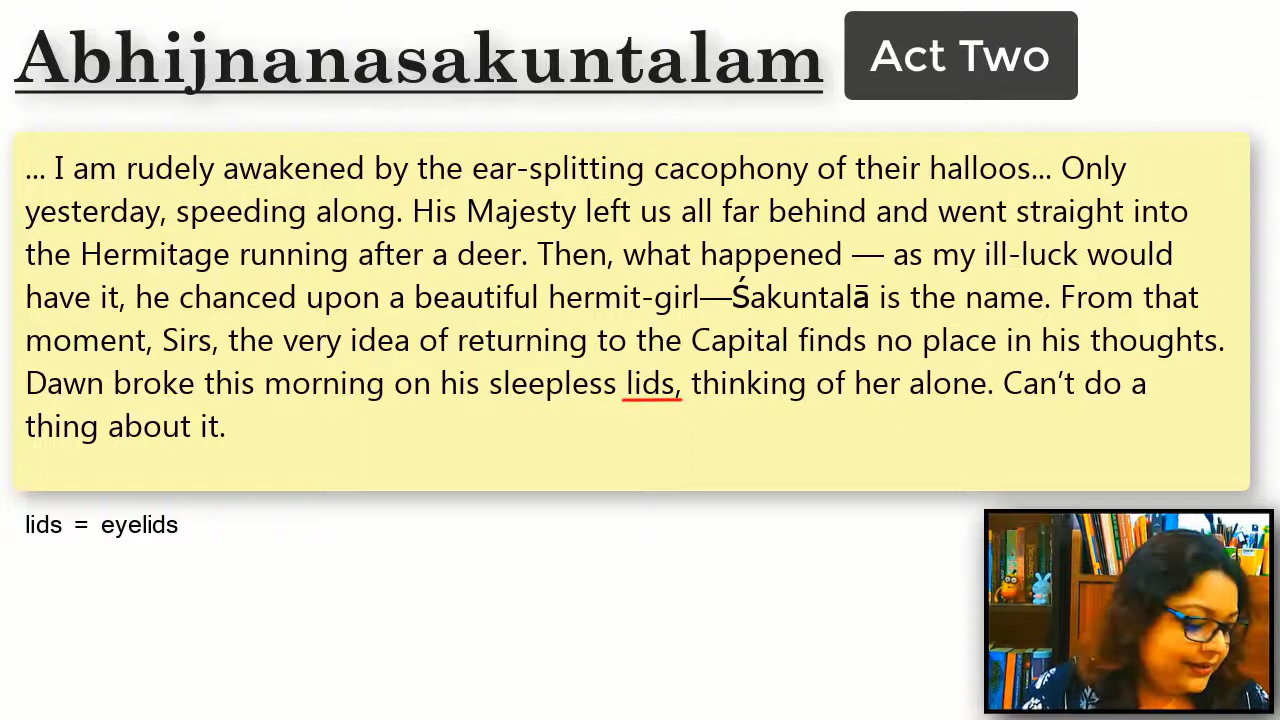 Abhijnanasakuntalam
Act Two
... I am rudely awakened by the ear-splitting cacophony of their halloos... Only
yesterday, speeding along. His Majesty left us all far behind and went straight into
the Hermitage running after a deer. Then, what happened — as my ill-luck would
have it, he chanced upon a beautiful hermit-girl—Śakuntalā is the name. From that
moment, Sirs, the very idea of returning to the Capital finds no place in his thoughts.
Dawn broke this morning on his sleepless lids, thinking of her alone. Can’t do a
thing about it.
lids = eyelids